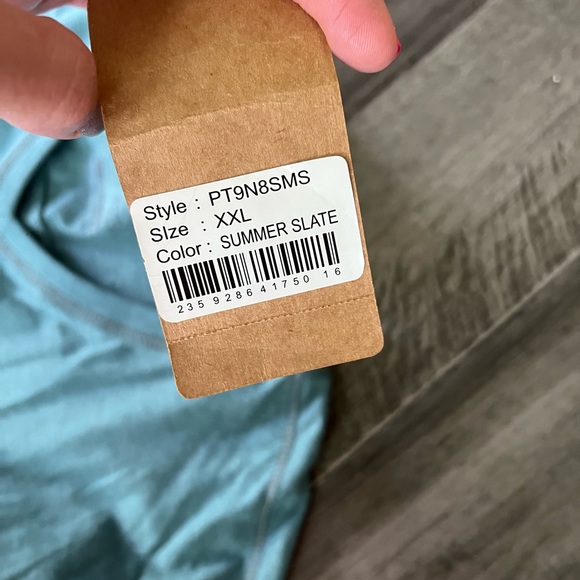 Style : PT9N8SMS
SIze : XXL
Color : SUMMER SLATE
235 928641750 16